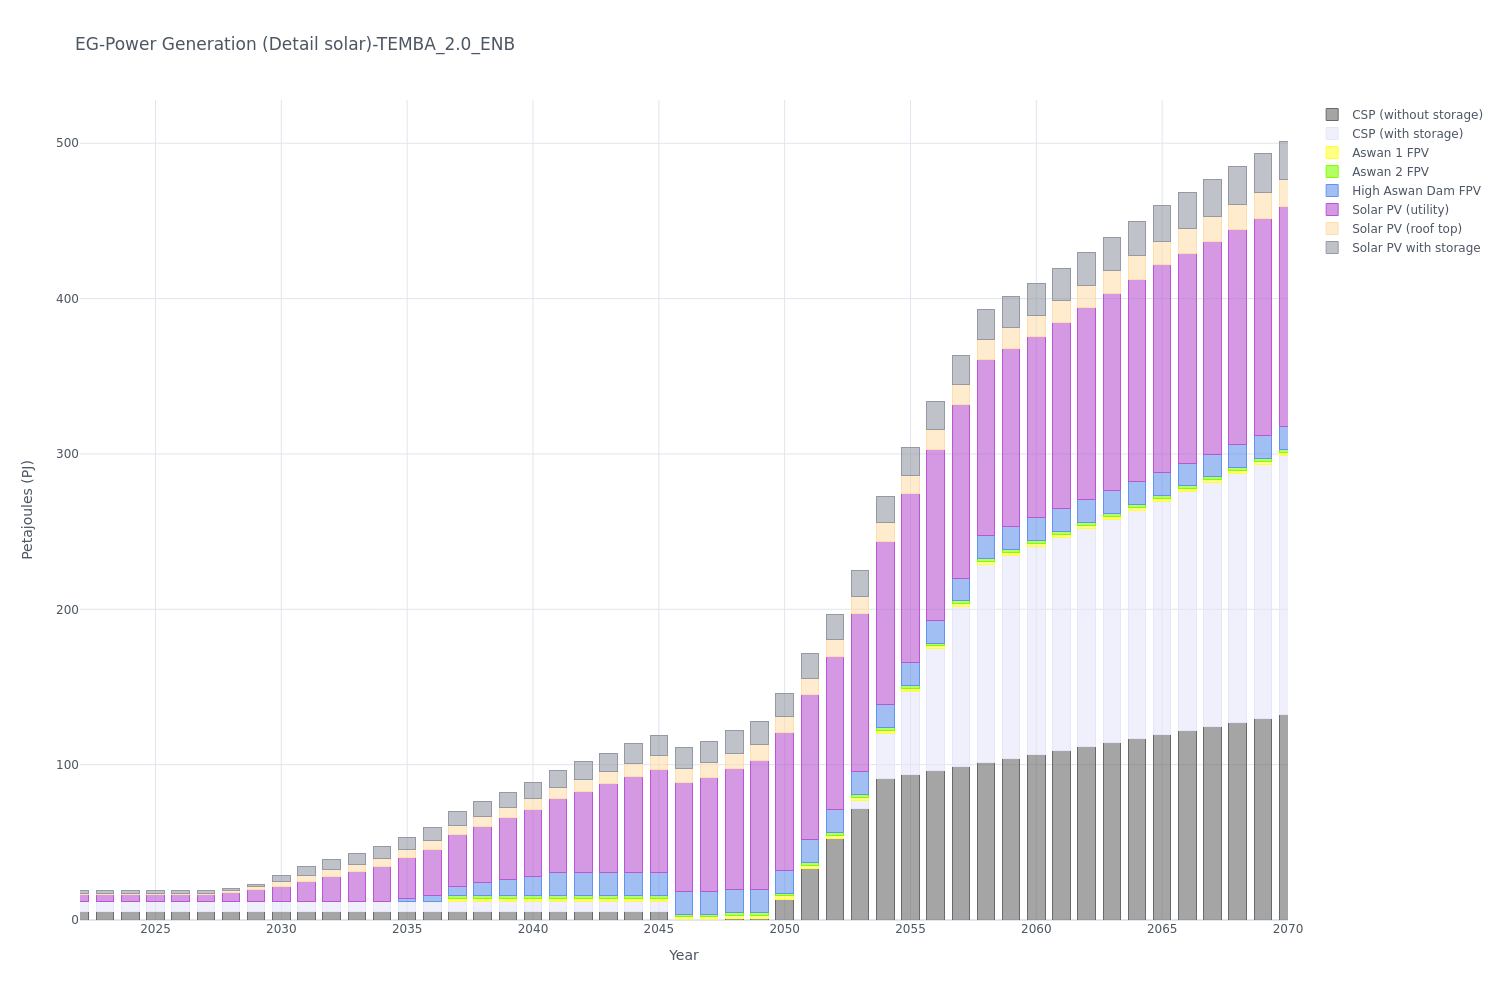 EG-Power Generation (Detail solar)-TEMBA_2.0_ENB
CSP (without storage)
CSP (with storage)
Aswan 1 FPV
Aswan 2 FPV
High Aswan Dam FPV
Solar PV (utility)
Solar PV (roof top)
Solar PV with storage
Petajoules (PJ)
500
400
300
200
100
0
2025
2030
2035
2040
2045
2050
2055
2060
2065
2070
Year